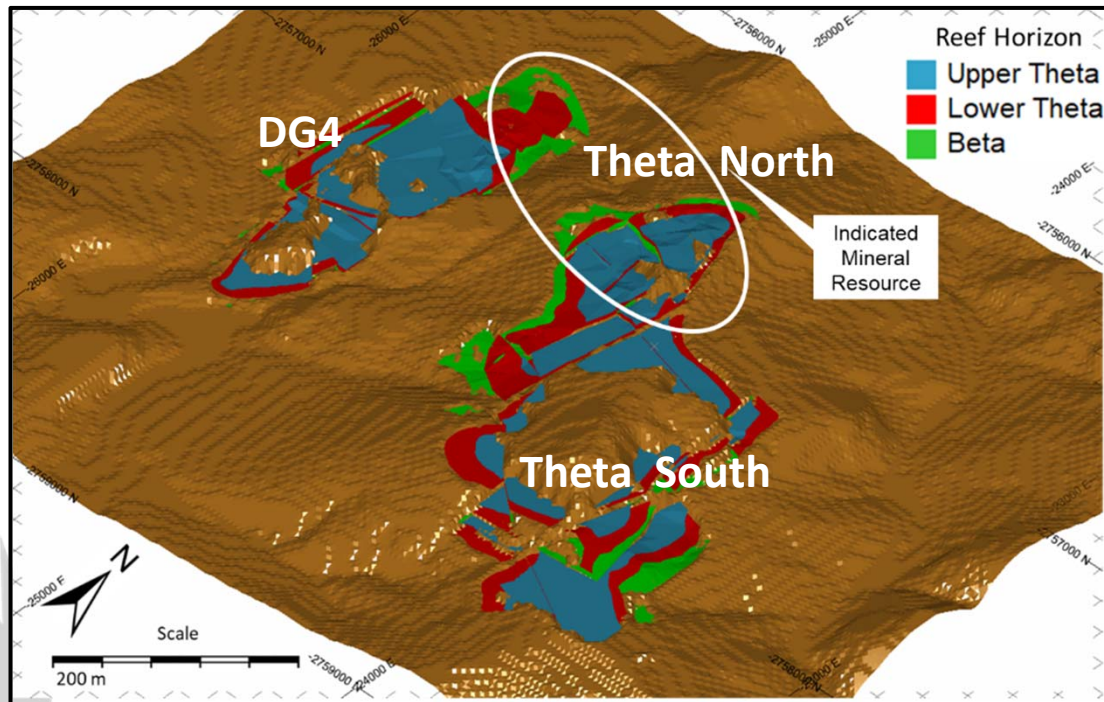 -2757000 N
-26000 E
-2756000 N
-25000 E
Reef Horizon
Upper Theta
Lower Theta
Beta
DG4
Theta North
-2758000 N
-24000 E
Indicated
Mineral
Resource
-2756000 N
-26000 E
Theta South
-2759000 N
-2757000 N
-25000 E
N
Scale
200 m
-2759000 N
-24000 E
-2758000 N